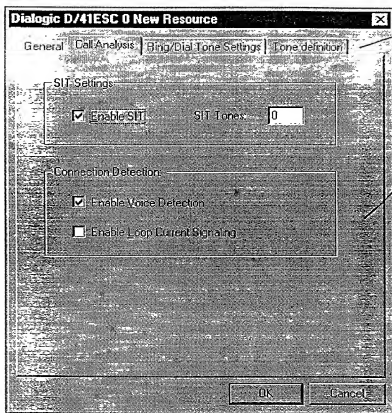 Dialogic D/41ESC 0 New Resource
General Call Analysis Ring/Dial Tone Settings Tone definition
SIT Settings
Enable SIT SIT Tones: 0
Connection Detection
Enable Voice Detection
Enable Loop Current Signaling
OK Cancel